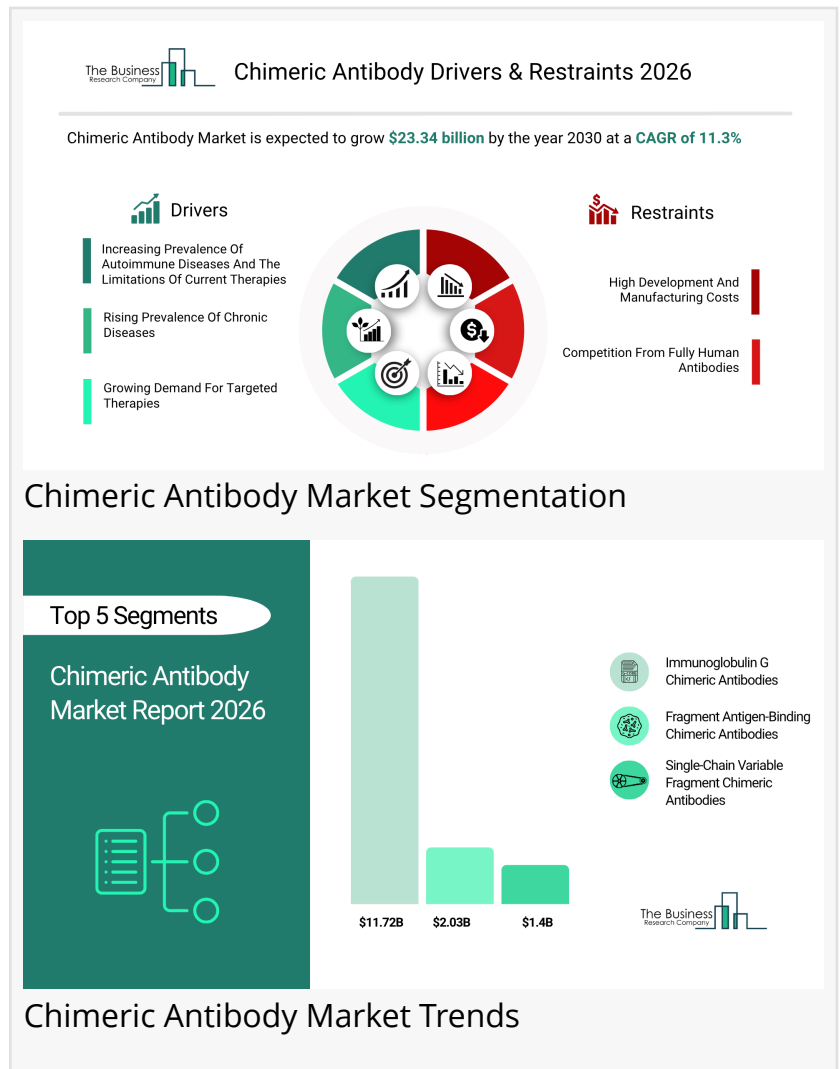 The Business
Research Company
Chimeric Antibody Drivers & Restraints 2026
Chimeric Antibody Market is expected to grow $23.34 billion by the year 2030 at a CAGR of 11.3%
Drivers
Increasing Prevalence Of
Autoimmune Diseases And The
Limitations Of Current Therapies
Rising Prevalence Of Chronic
Diseases
Growing Demand For Targeted
Therapies
$
Restraints
High Development And
Manufacturing Costs
Competition From Fully Human
Antibodies
$
Chimeric Antibody Market Segmentation
Top 5 Segments
Chimeric Antibody
Market Report 2026
$11.72B
$2.03B
$1.4B
Immunoglobulin G
Chimeric Antibodies
Fragment Antigen-Binding
Chimeric Antibodies
Single-Chain Variable
Fragment Chimeric
Antibodies
The Business
Research Company
Chimeric Antibody Market Trends